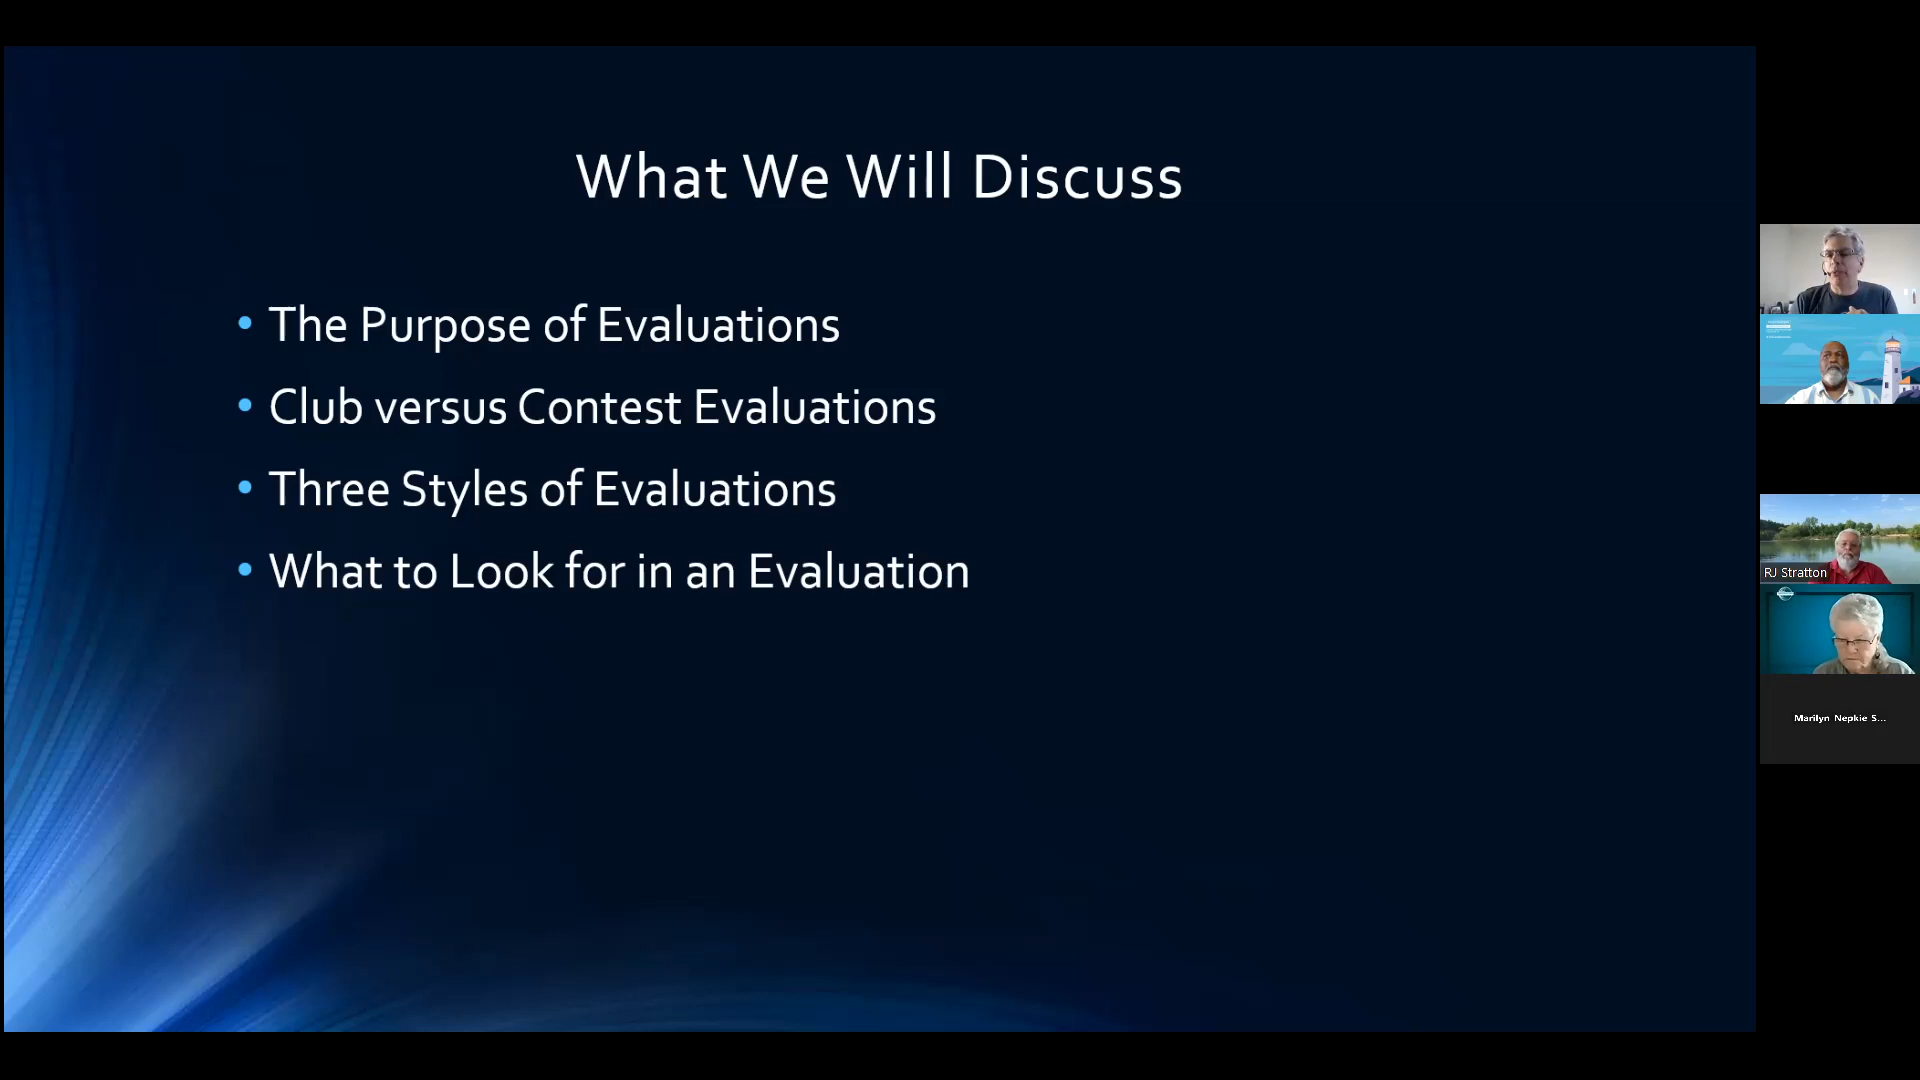 What We Will Discuss
• The Purpose of Evaluations
• Club versus Contest Evaluations
• Three Styles of Evaluations
• What to Look for in an Evaluation
RJ Stratton
Marilyn Nepkie S...